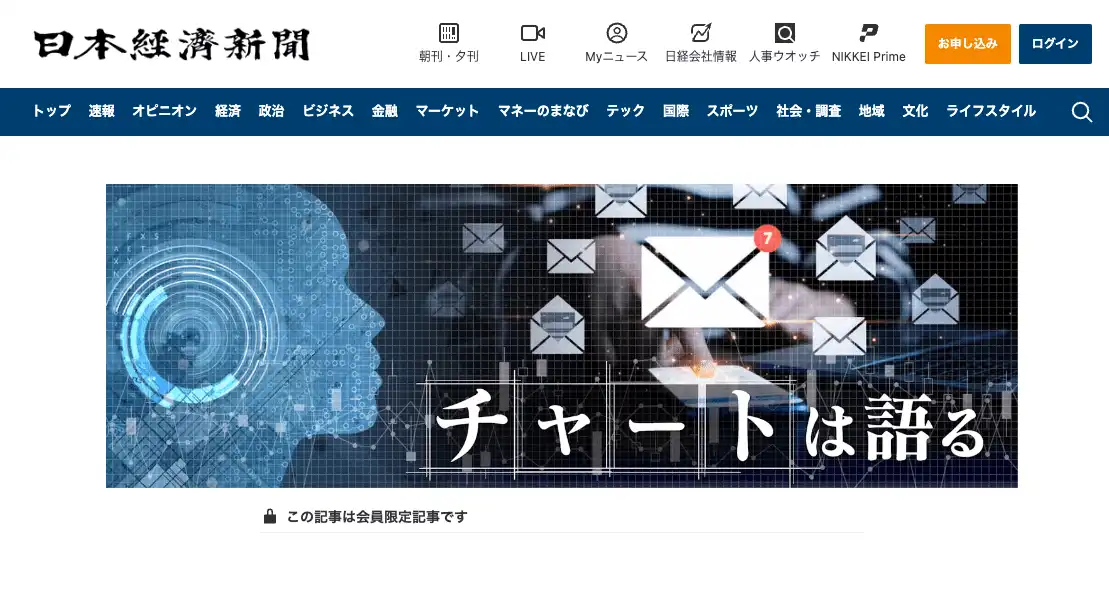 日本経済新聞
朝刊・夕刊
LIVE
Myニュース
日経会社情報
人事ウオッチ
NIKKEI Prime
お申し込み
ログイン
トップ 速報 オピニオン 経済 政治 ビジネス 金融 マーケット マネーのまなび テック 国際 スポーツ 社会・調査 地域 文化 ライフスタイル
7
チャートは語る
この記事は会員限定記事です